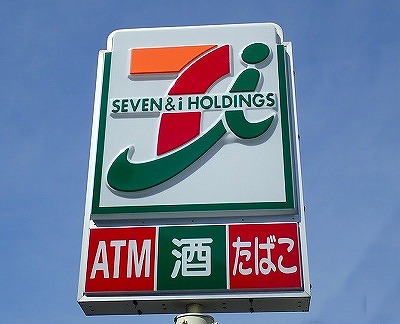 SEVEN & i HOLDINGS
ATM 酒 たばこ